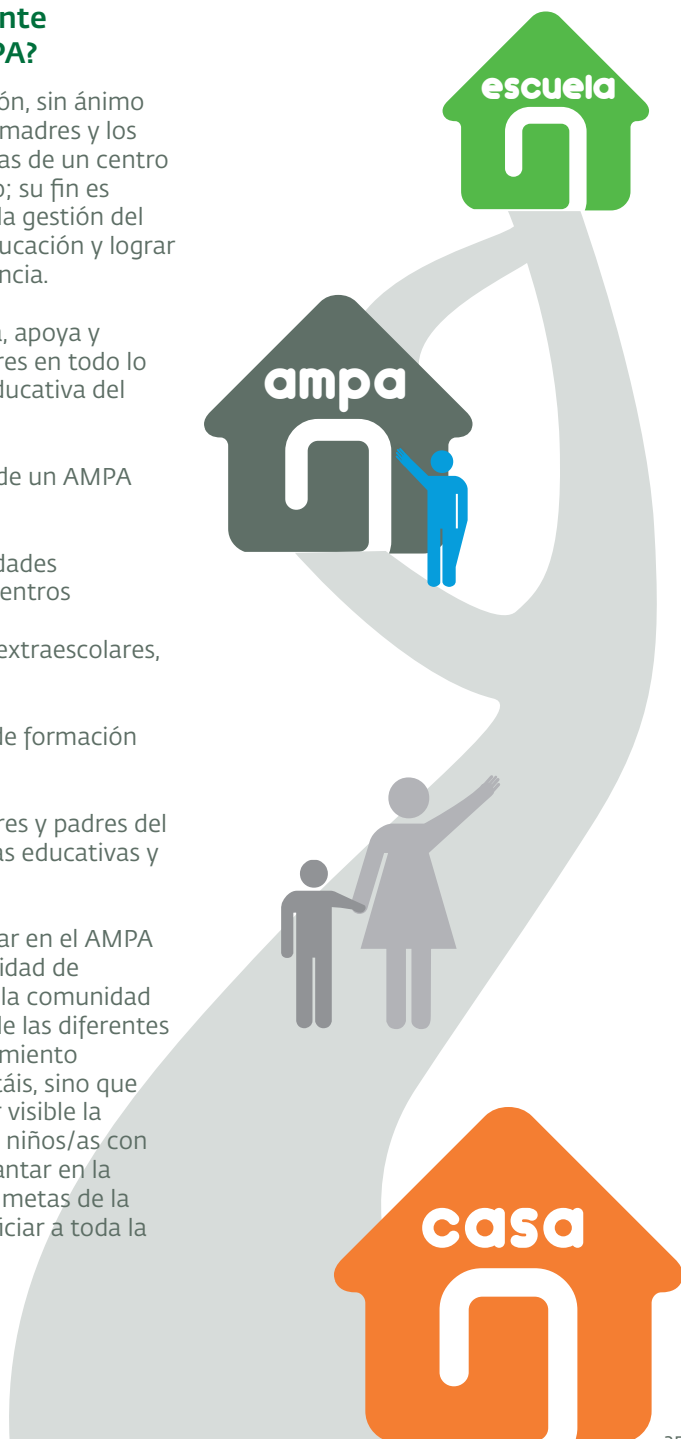 nte
PA?
ón, sin ánimo
madres y los
as de un centro
o; su fin es
la gestión del
ucación y lograr
ncia.
a, apoya y
res en todo lo
ducativa del
de un AMPA
dades
entros
extraescolares,
de formación
res y padres del
as educativas y
ar en el AMPA
idad de
la comunidad
de las diferentes
miento
táis, sino que
r visible la
niños/as con
antar en la
metas de la
iciar a toda la
escuela
ampa
casa